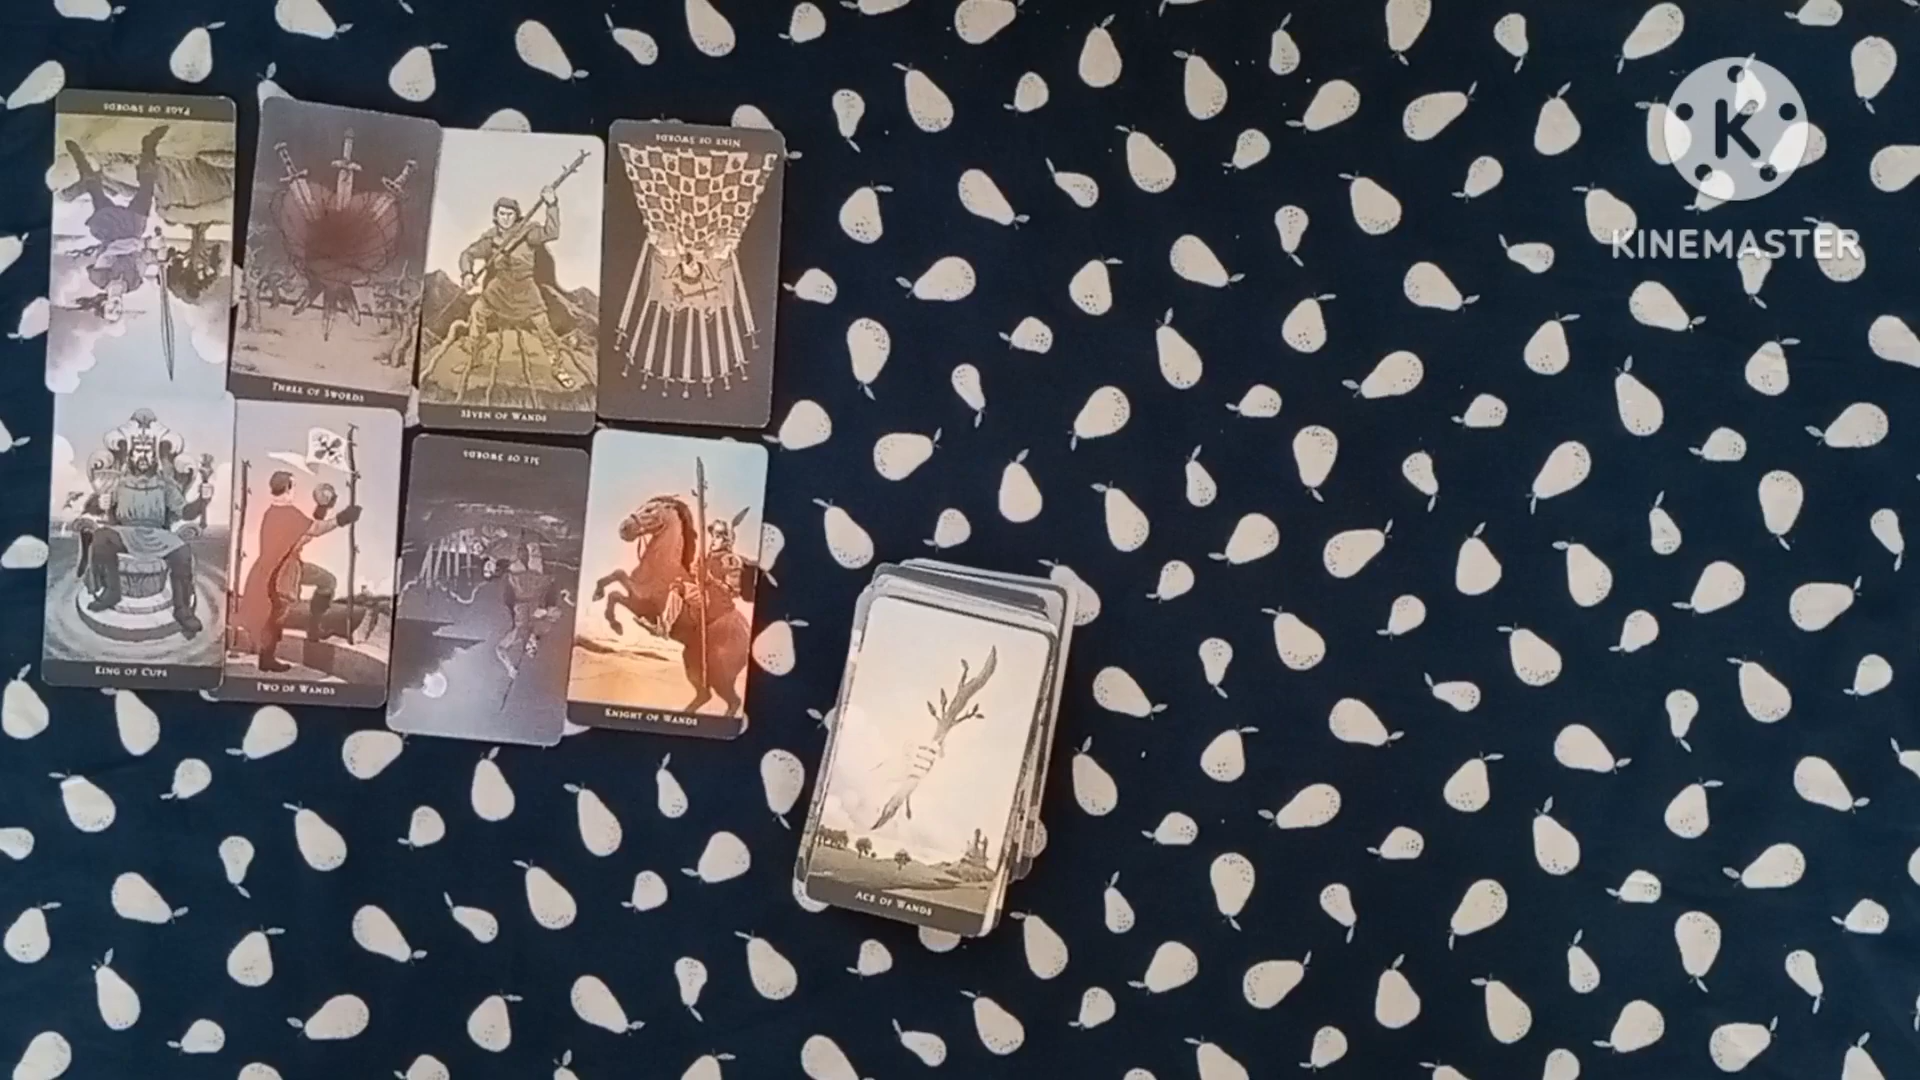 PAGE OF SWORDS
THREE OF SWORDS
SEVEN OF WANDS
NINE OF SWORDS
KING OF CUPS
TWO OF WANDS
SIX OF SWORDS
KNIGHT OF WANDS
ACE OF WANDS
K
KINEMASTER